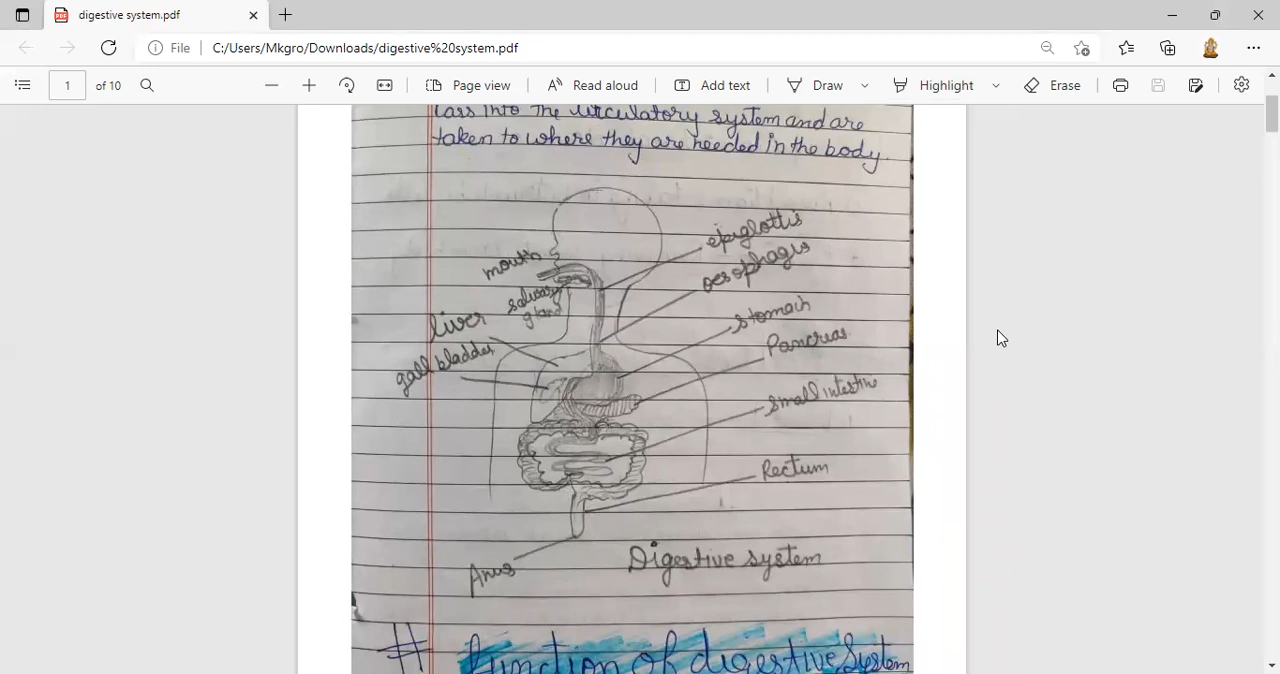 digestive system.pdf
File
C:/Users/Mkgro/Downloads/digestive%20system.pdf
1 of 10
Page view
Read aloud
Add text
Draw
Highlight
Erase
into the circulatory system and are
taken to where they are needed in the body.
epiglottis
oesophagus
mouth
salivary
gland
stomach
liver
Pancreas
gall bladder
small intestine
Rectum
Digestive system
Anus
# function of digestive System